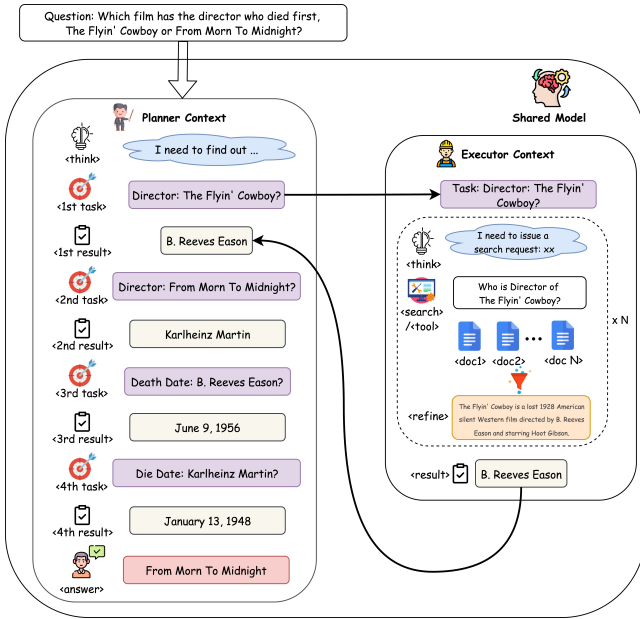 Question: Which film has the director who died first,
The Flyin' Cowboy or From Morn To Midnight?
Planner Context
<think>
I need to find out ...
<1st task>
Director: The Flyin' Cowboy?
<1st result>
B. Reeves Eason
<2nd task>
Director: From Morn To Midnight?
<2nd result>
Karlheinz Martin
<3rd task>
Death Date: B. Reeves Eason?
<3rd result>
June 9, 1956
<4th task>
Die Date: Karlheinz Martin?
<4th result>
January 13, 1948
<answer>
From Morn To Midnight
Shared Model
Executor Context
Task: Director: The Flyin'
Cowboy?
<think>
I need to issue a
search request: xx
<search>
/<tool>
Who is Director of
The Flyin' Cowboy?
<doc1>
<doc2>
<doc N>
x N
<refine>
The Flyin' Cowboy is a lost 1928 American
silent Western film directed by B. Reeves
Eason and starring Hoot Gibson.
<result>
B. Reeves Eason